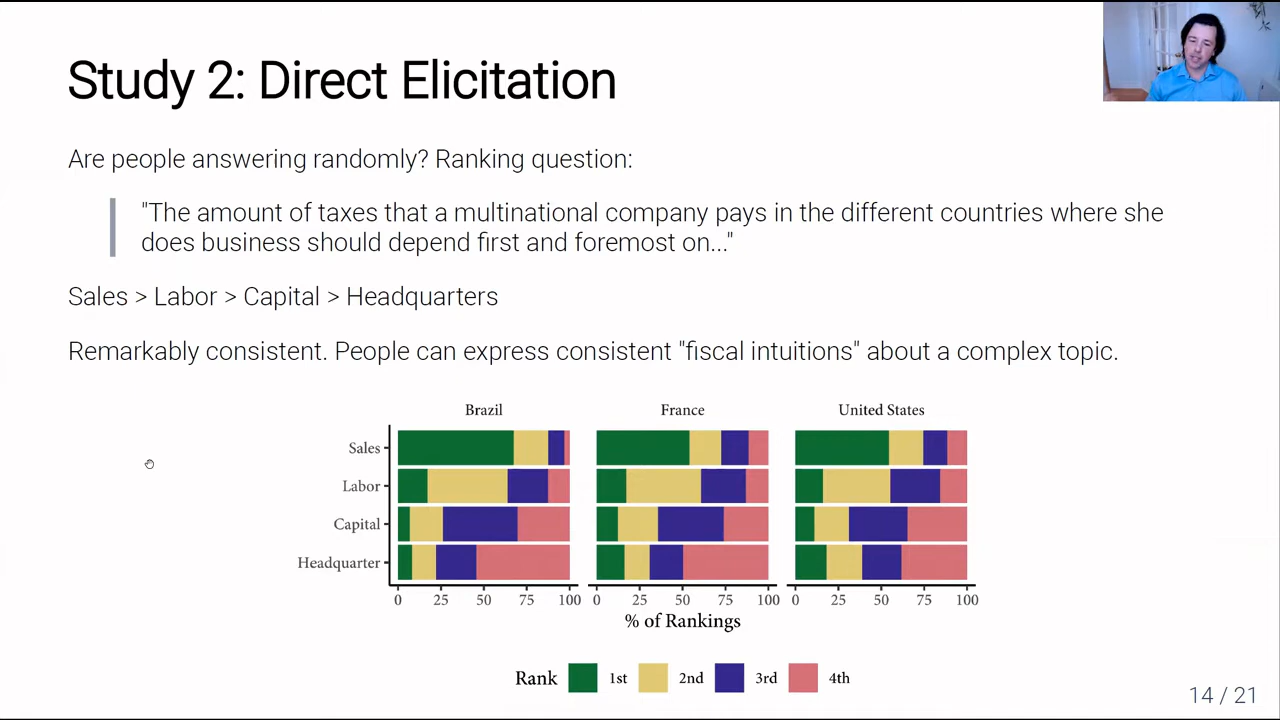 Study 2: Direct Elicitation
Are people answering randomly? Ranking question:
"The amount of taxes that a multinational company pays in the different countries where she
does business should depend first and foremost on..."
Sales > Labor > Capital > Headquarters
Remarkably consistent. People can express consistent "fiscal intuitions" about a complex topic.
Brazil France United States
Sales
Labor
Capital
Headquarter
0 25 50 75 100 0 25 50 75 100 0 25 50 75 100
% of Rankings
Rank 1st 2nd 3rd 4th
14 / 21